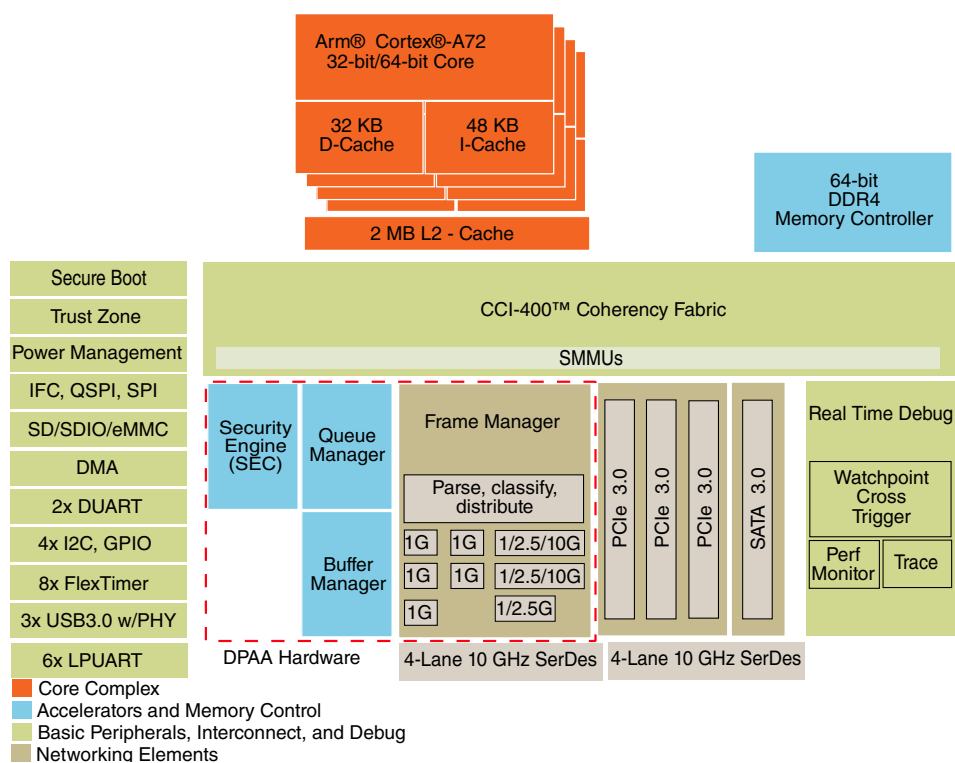 Arm® Cortex®-A72
32-bit/64-bit Core
32 KB
D-Cache
48 KB
I-Cache
2 MB L2 - Cache
64-bit
DDR4
Memory Controller
Secure Boot
Trust Zone
Power Management
IFC, QSPI, SPI
SD/SDIO/eMMC
DMA
2x DUART
4x I2C, GPIO
8x FlexTimer
3x USB3.0 w/PHY
6x LPUART
CCI-400™ Coherency Fabric
SMMUs
Security
Engine
(SEC)
Queue
Manager
Buffer
Manager
DPAA Hardware
Frame Manager
Parse, classify,
distribute
1G
1G
1/2.5/10G
1G
1G
1/2.5/10G
1G
1/2.5G
4-Lane 10 GHz SerDes
PCIe 3.0
PCIe 3.0
PCIe 3.0
SATA 3.0
4-Lane 10 GHz SerDes
Real Time Debug
Watchpoint
Cross
Trigger
Perf
Monitor
Trace
Core Complex
Accelerators and Memory Control
Basic Peripherals, Interconnect, and Debug
Networking Elements